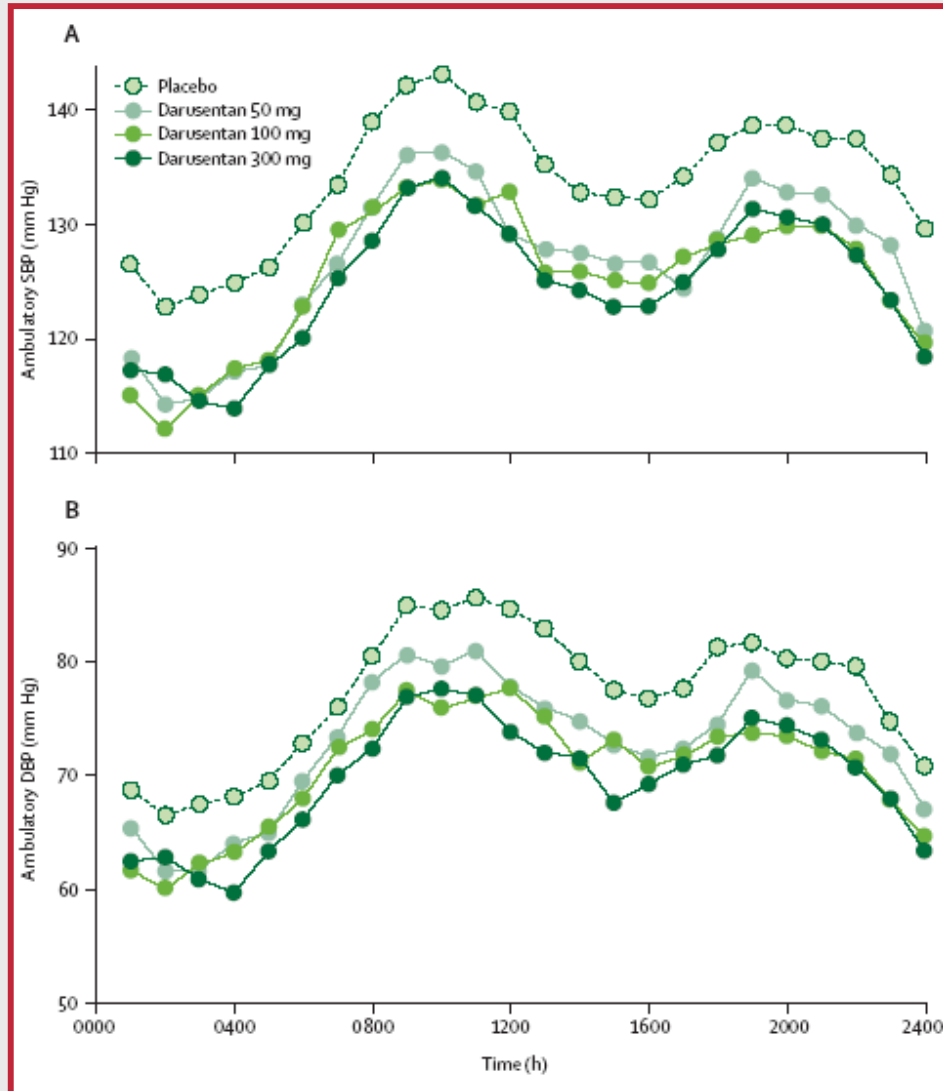 A
Placebo
Darusentan 50 mg
Darusentan 100 mg
Darusentan 300 mg
Ambulatory SBP (mm Hg)
140
130
120
110
B
Ambulatory DBP (mm Hg)
90
80
70
60
50
0000 0400 0800 1200 1600 2000 2400
Time (h)